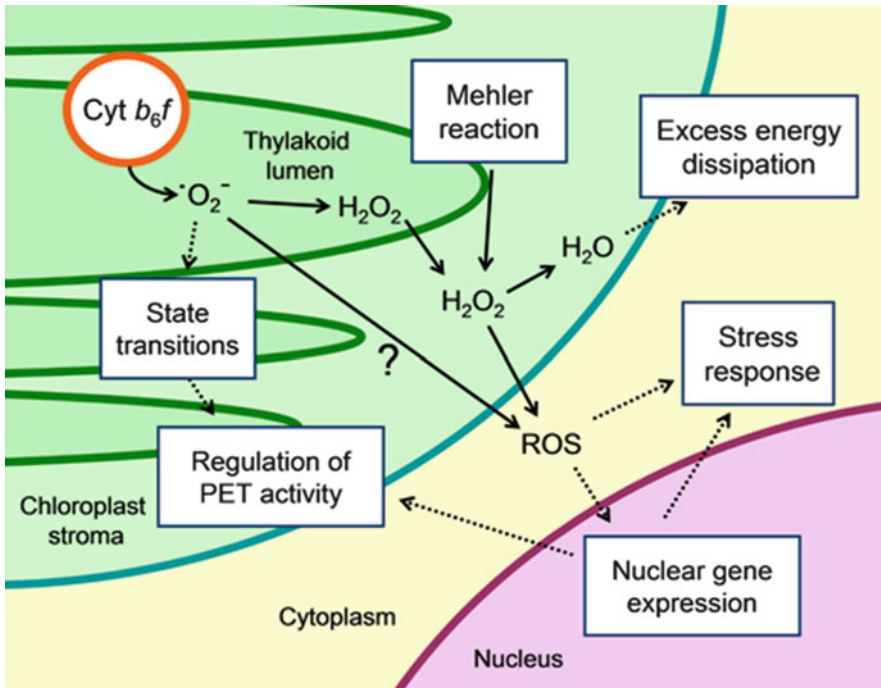 Cyt b₆f
Mehler
reaction
Excess energy
dissipation
Thylakoid
lumen
·O₂⁻
H₂O₂
H₂O
H₂O₂
State
transitions
?
Stress
response
ROS
Regulation of
PET activity
Chloroplast
stroma
Nuclear gene
expression
Cytoplasm
Nucleus